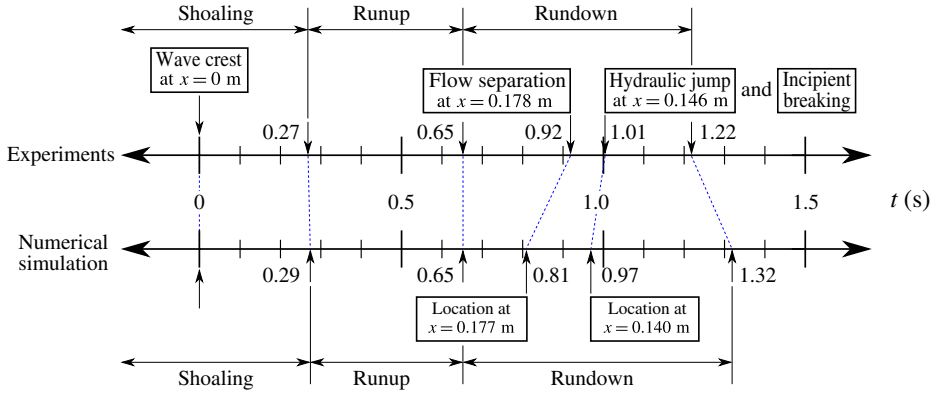 Shoaling Runup Rundown
Wave crest
at x = 0 m
Flow separation
at x = 0.178 m
Hydraulic jump
at x = 0.146 m
and
Incipient
breaking
0.27 0.65 0.92 1.01 1.22
Experiments
0 0.5 1.0 1.5 t (s)
Numerical
simulation
0.29 0.65 0.81 0.97 1.32
Location at
x = 0.177 m
Location at
x = 0.140 m
Shoaling Runup Rundown